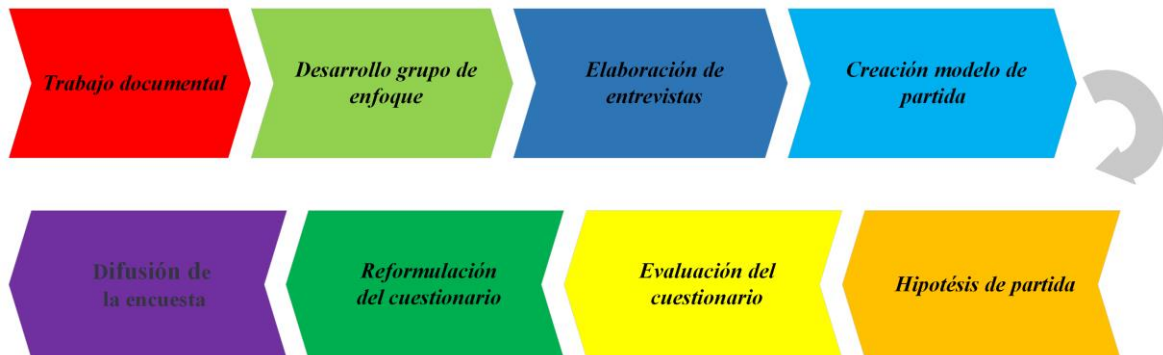 Trabajo documental
Desarrollo grupo de
enfoque
Elaboración de
entrevistas
Creación modelo de
partida
Hipotésis de partida
Evaluación del
cuestionario
Reformulación
del cuestionario
Difusión de
la encuesta